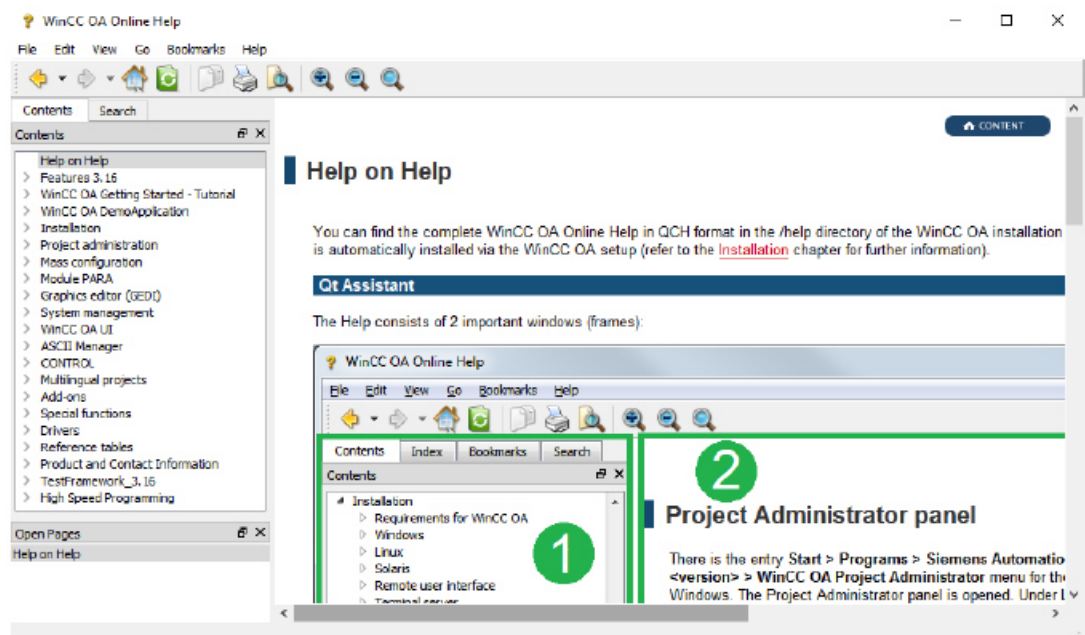 WinCC OA Online Help
File Edit View Go Bookmarks Help
Contents Search
Contents
Help on Help
Features 3.16
WinCC OA Getting Started - Tutorial
WinCC OA DemoApplication
Installation
Project administration
Mass configuration
Module PARA
Graphics editor (GEDI)
System management
WinCC OA UI
ASCII Manager
CONTROL
Multilingual projects
Add-ons
Special functions
Drivers
Reference tables
Product and Contact Information
TestFramework_3.16
High Speed Programming
Open Pages
Help on Help
CONTENT
Help on Help
You can find the complete WinCC OA Online Help in QCH format in the /help directory of the WinCC OA installation
is automatically installed via the WinCC OA setup (refer to the Installation chapter for further information).
Qt Assistant
The Help consists of 2 important windows (frames):
WinCC OA Online Help
File Edit View Go Bookmarks Help
Contents Index Bookmarks Search
Contents
Installation
Requirements for WinCC OA
Windows
Linux
Solaris
Remote user interface
Terminal server
1
2
Project Administrator panel
There is the entry Start > Programs > Siemens Automatio
<version> > WinCC OA Project Administrator menu for the
Windows. The Project Administrator panel is opened. Under L